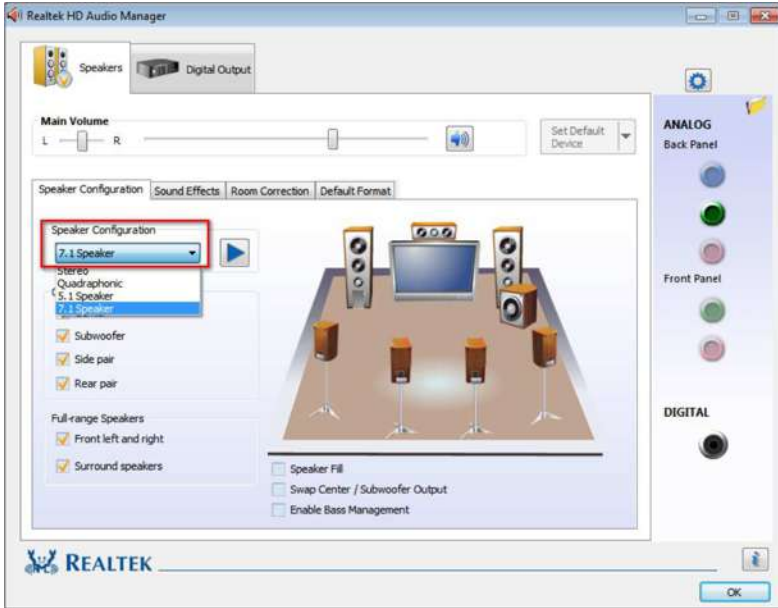 Realtek HD Audio Manager
Speakers
Digital Output
Main Volume
L
R
Set Default
Device
Speaker Configuration
Sound Effects
Room Correction
Default Format
Speaker Configuration
7.1 Speaker
Stereo
Quadraphonic
5.1 Speaker
7.1 Speaker
Subwoofer
Side pair
Rear pair
Full-range Speakers
Front left and right
Surround speakers
Speaker Fill
Swap Center / Subwoofer Output
Enable Bass Management
ANALOG
Back Panel
Front Panel
DIGITAL
REALTEK
OK